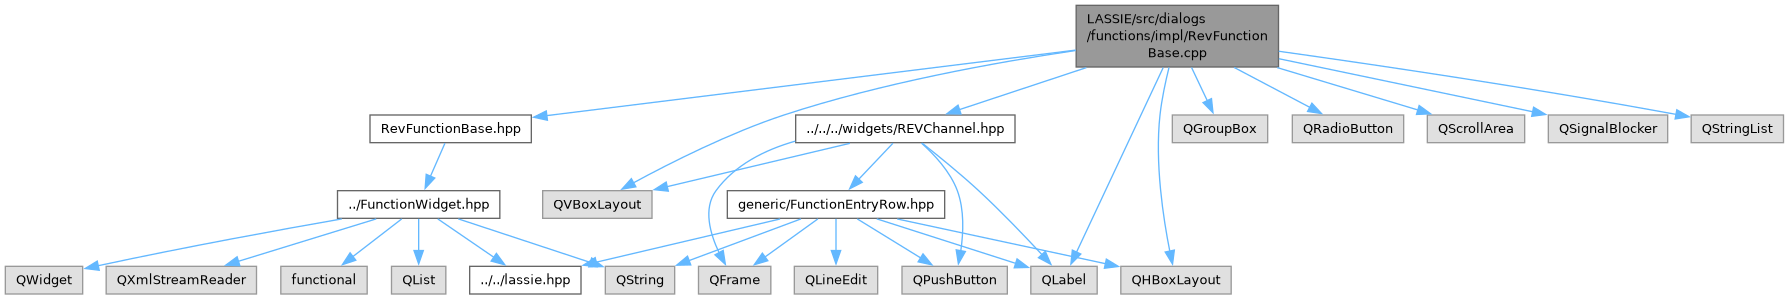 LASSIE/src/dialogs
/functions/impl/RevFunction
Base.cpp
RevFunctionBase.hpp
../../../widgets/REVChannel.hpp
QGroupBox
QRadioButton
QScrollArea
QSignalBlocker
QStringList
../FunctionWidget.hpp
QVBoxLayout
generic/FunctionEntryRow.hpp
QWidget
QXmlStreamReader
functional
QList
../../lassie.hpp
QString
QFrame
QLineEdit
QPushButton
QLabel
QHBoxLayout